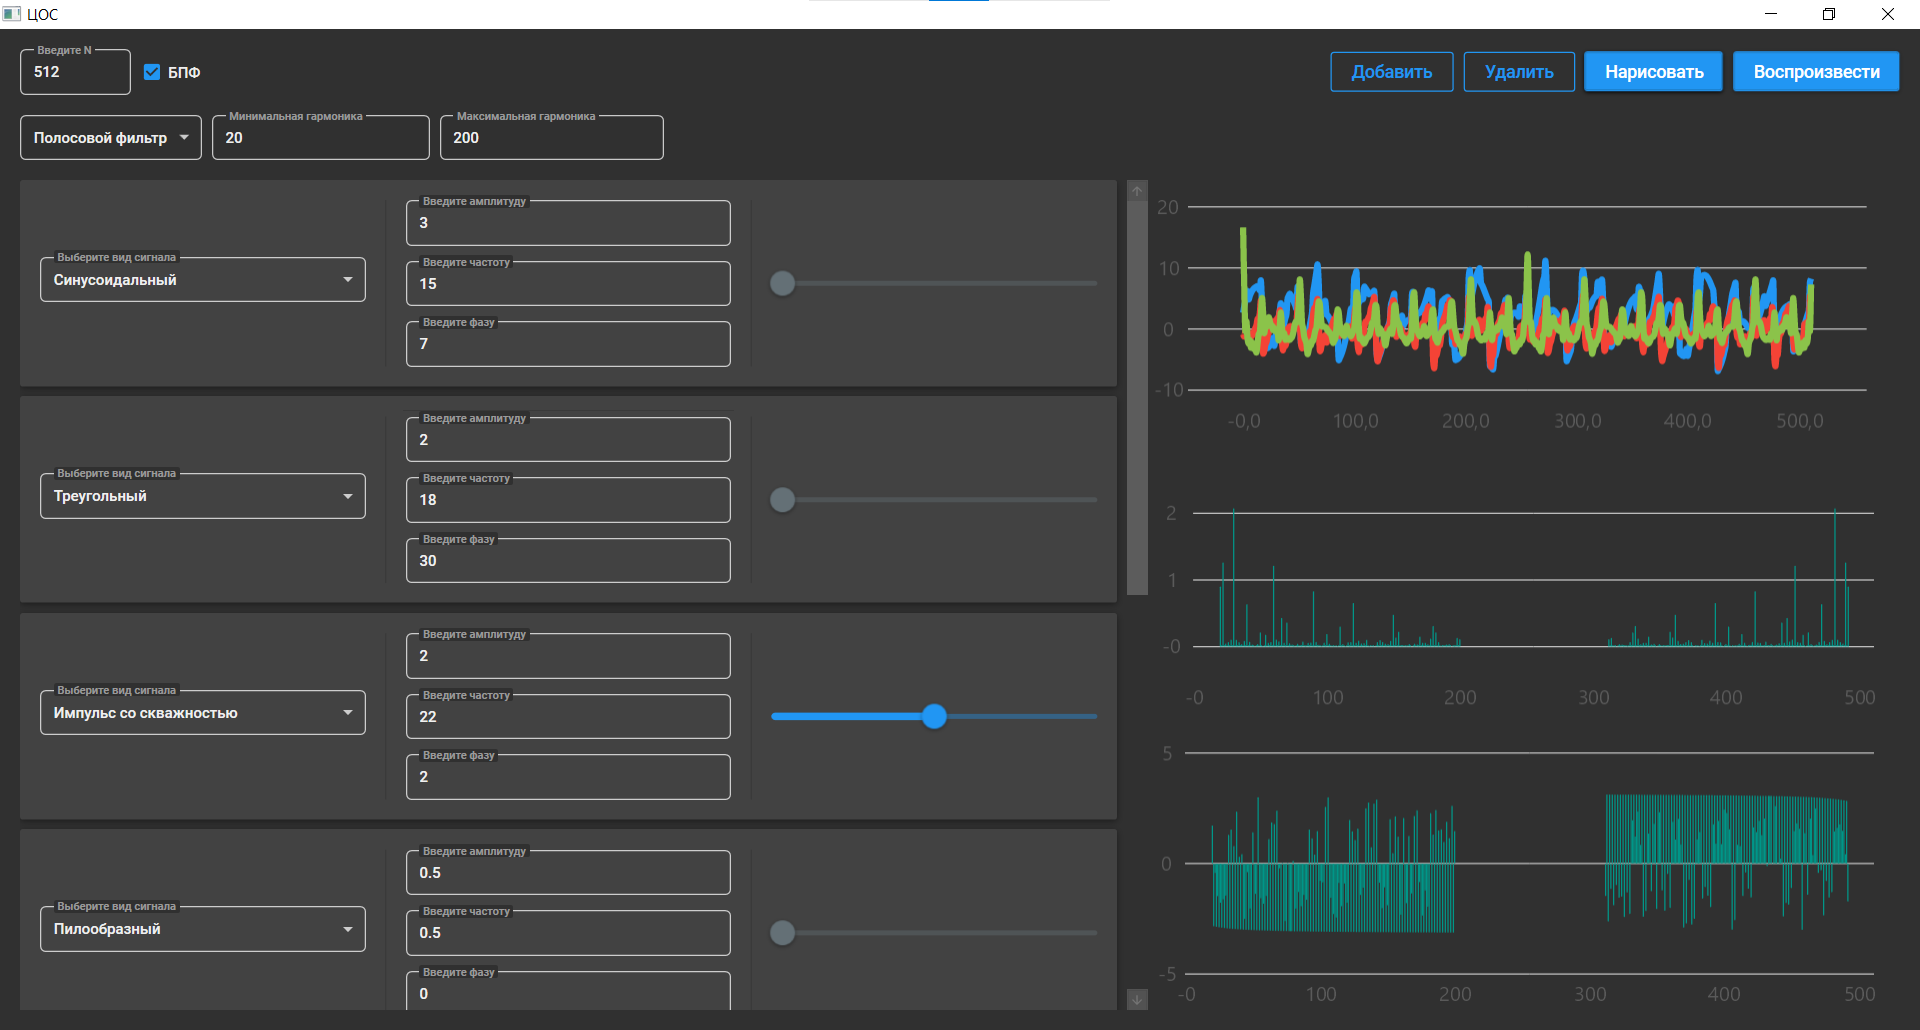 ЦОС
Введите N
512
БПФ
Добавить
Удалить
Нарисовать
Воспроизвести
Полосовой фильтр
Минимальная гармоника
20
Максимальная гармоника
200
Выберите вид сигнала
Синусоидальный
Введите амплитуду
3
Введите частоту
15
Введите фазу
7
Выберите вид сигнала
Треугольный
Введите амплитуду
2
Введите частоту
18
Введите фазу
30
Выберите вид сигнала
Импульс со скважностью
Введите амплитуду
2
Введите частоту
22
Введите фазу
2
Выберите вид сигнала
Пилообразный
Введите амплитуду
0.5
Введите частоту
0.5
Введите фазу
0
20
10
0
-10
-0,0 100,0 200,0 300,0 400,0 500,0
2
1
-0
-0 100 200 300 400 500
5
0
-5
-0 100 200 300 400 500